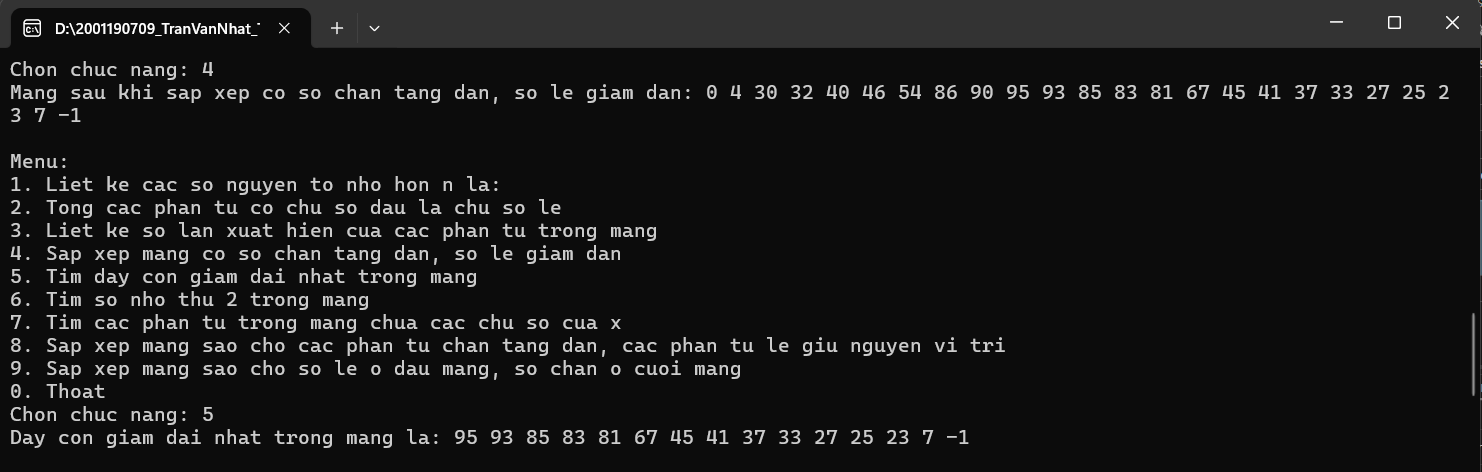 D:\2001190709_TranVanNhat_
Chon chuc nang: 4
Mang sau khi sap xep co so chan tang dan, so le giam dan: 0 4 30 32 40 46 54 86 90 95 93 85 83 81 67 45 41 37 33 27 25 2
3 7 -1
Menu:
1. Liet ke cac so nguyen to nho hon n la:
2. Tong cac phan tu co chu so dau la chu so le
3. Liet ke so lan xuat hien cua cac phan tu trong mang
4. Sap xep mang co so chan tang dan, so le giam dan
5. Tim day con giam dai nhat trong mang
6. Tim so nho thu 2 trong mang
7. Tim cac phan tu trong mang chua cac chu so cua x
8. Sap xep mang sao cho cac phan tu chan tang dan, cac phan tu le giu nguyen vi tri
9. Sap xep mang sao cho so le o dau mang, so chan o cuoi mang
0. Thoat
Chon chuc nang: 5
Day con giam dai nhat trong mang la: 95 93 85 83 81 67 45 41 37 33 27 25 23 7 -1